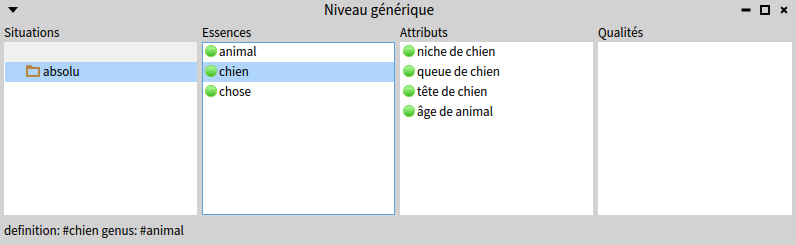 Niveau générique
Situations
Essences
Attributs
Qualités
absolu
animal
chien
chose
niche de chien
queue de chien
tête de chien
âge de animal
definition: #chien genus: #animal